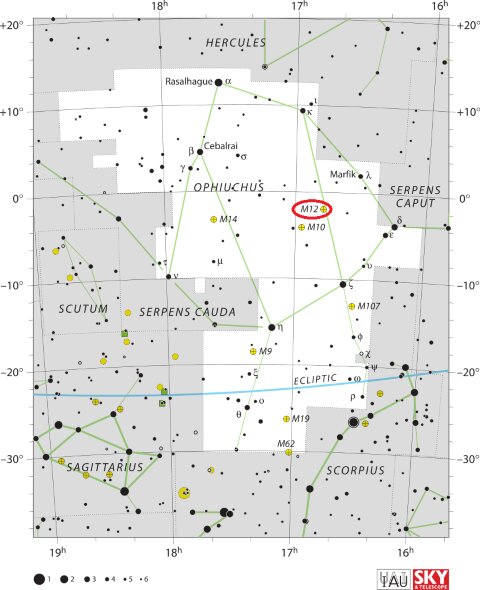 18h
17h
16h
+20°
+20°
HERCULES
Rasalhague α
+10°
+10°
ι
κ
β Cebalrai
γ
σ
Marfik λ
OPHIUCHUS
SERPENS
CAPUT
0°
0°
M12
M14
M10
δ
ε
μ
υ
τ
ν
ζ
-10°
-10°
SCUTUM
SERPENS CAUDA
M107
η
φ
M9
χ
ψ
-20°
-20°
ξ
ECLIPTIC
ω
ρ
θ
ο
M19
M62
-30°
-30°
SAGITTARIUS
SCORPIUS
19h
18h
17h
16h
1 2 3 4 5 6
IAU
SKY
& TELESCOPE